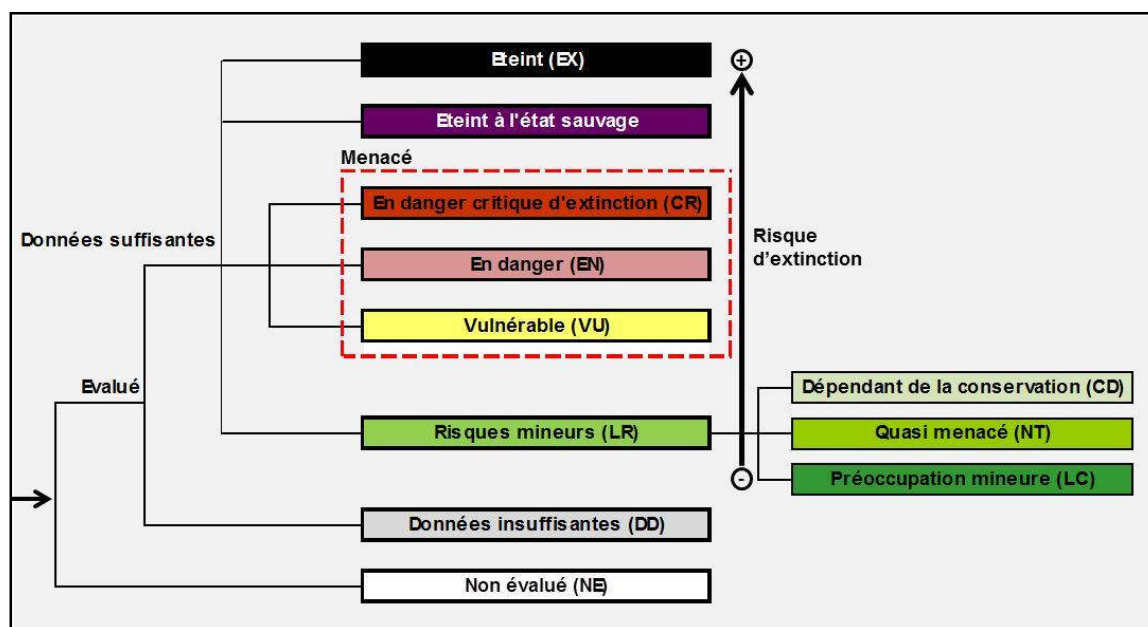 Eteint (EX)
+
Eteint à l'état sauvage
Menacé
En danger critique d'extinction (CR)
Données suffisantes
Risque
d’extinction
En danger (EN)
Vulnérable (VU)
Evalué
Dépendant de la conservation (CD)
Risques mineurs (LR)
Quasi menacé (NT)
-
Préoccupation mineure (LC)
Données insuffisantes (DD)
Non évalué (NE)